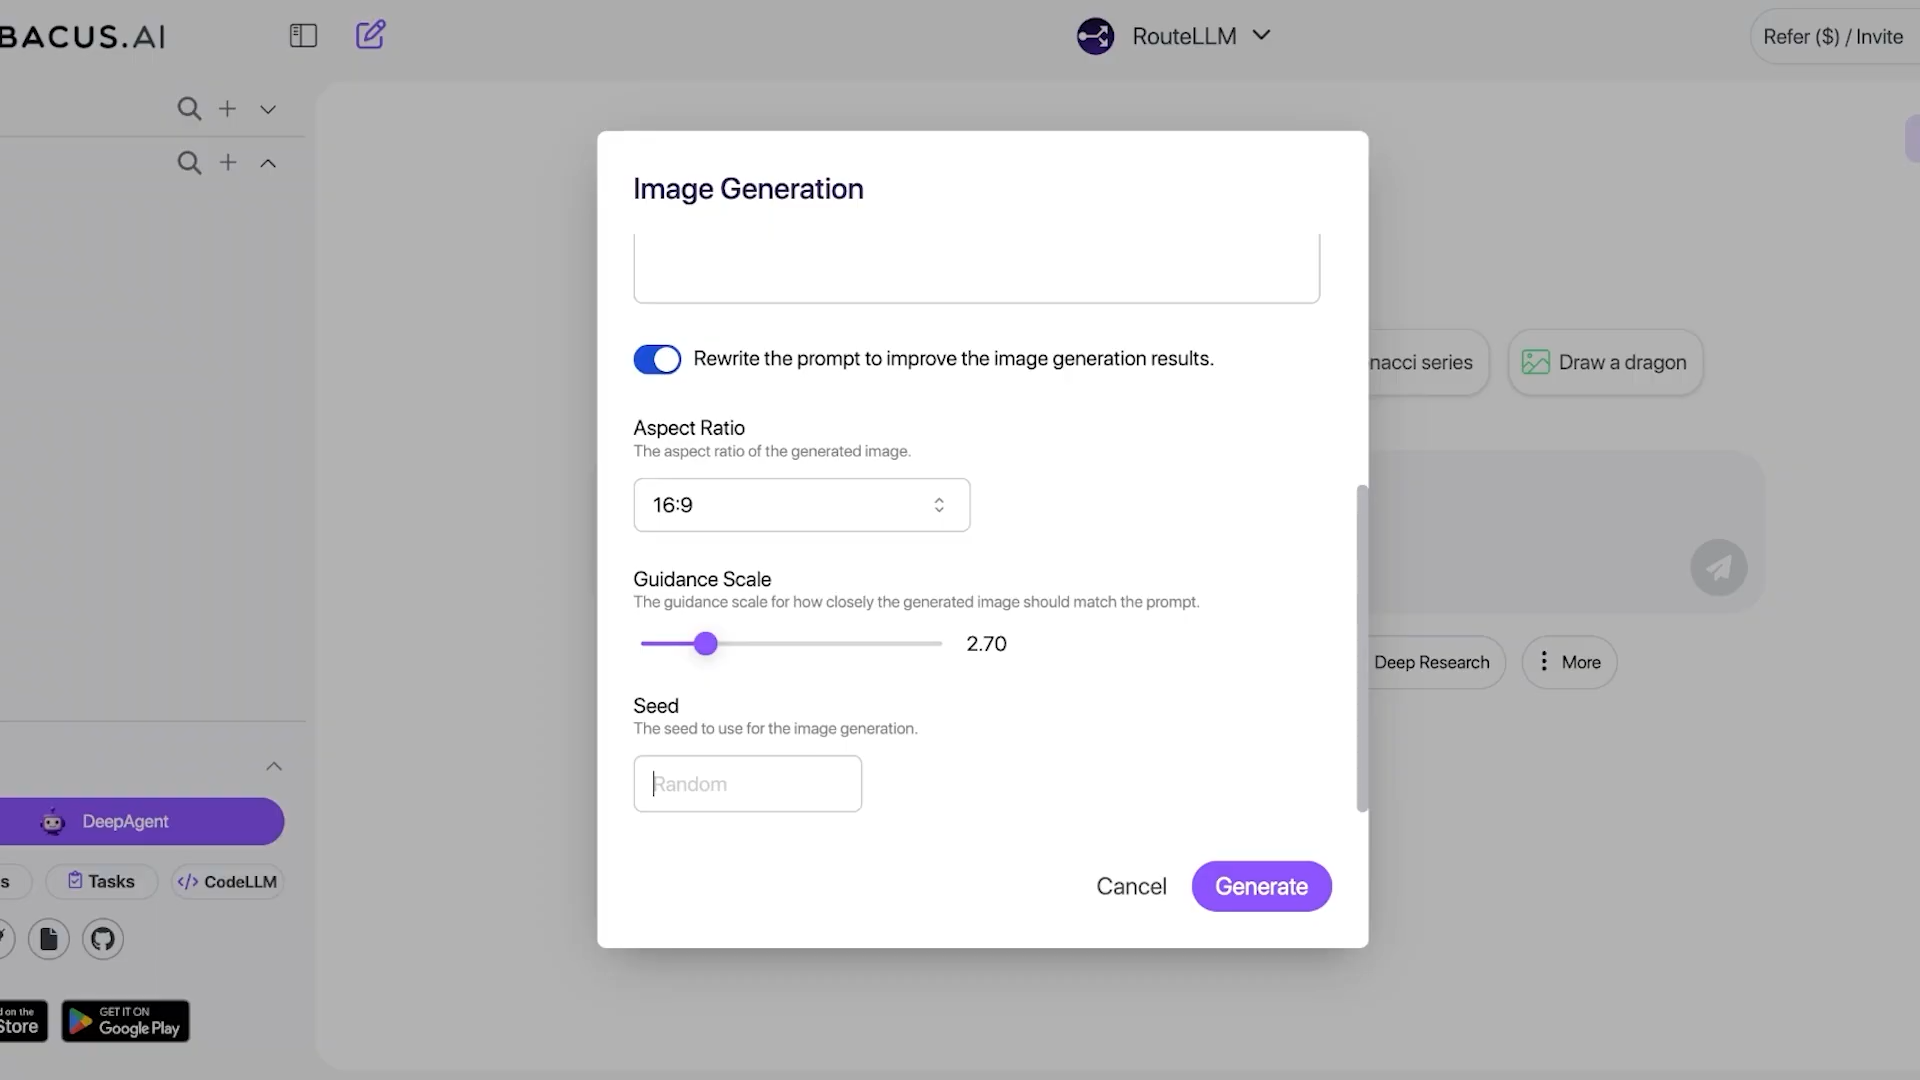 BACUS.AI
RouteLLM
Refer ($) / Invite
Image Generation
Rewrite the prompt to improve the image generation results.
nacci series
Draw a dragon
Aspect Ratio
The aspect ratio of the generated image.
16:9
Guidance Scale
The guidance scale for how closely the generated image should match the prompt.
2.70
Deep Research
More
Seed
The seed to use for the image generation.
Random
DeepAgent
s
Tasks
</> CodeLLM
Cancel
Generate
d on the
Store
GET IT ON
Google Play